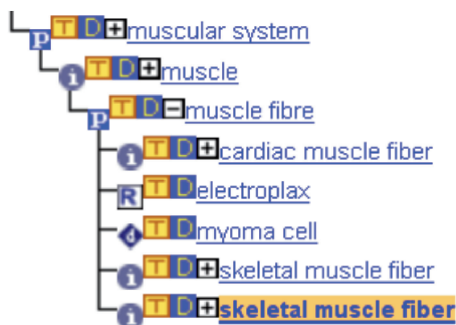 P T D + muscular system
i T D + muscle
P T D − muscle fibre
i T D + cardiac muscle fiber
R T D electroplax
d T D myoma cell
i T D + skeletal muscle fiber
i T D + skeletal muscle fiber